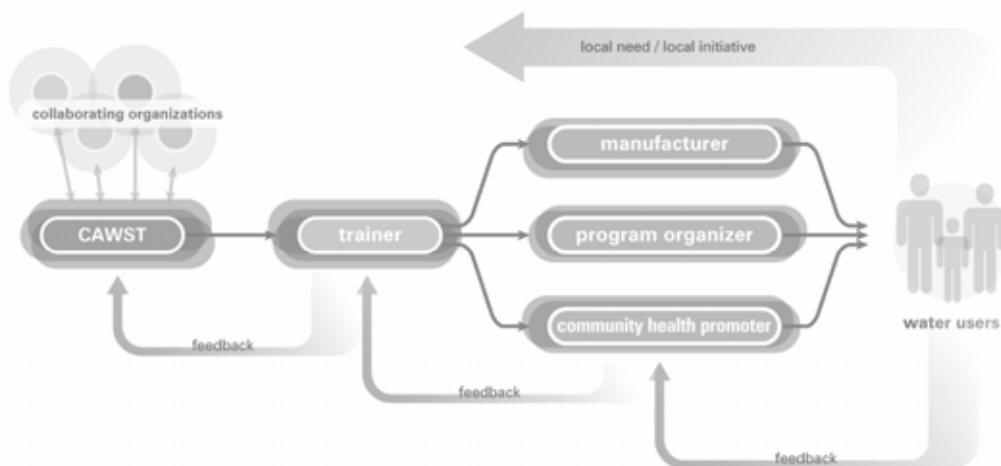 local need / local initiative
collaborating organizations
manufacturer
CAWST
trainer
program organizer
community health promoter
water users
feedback
feedback
feedback